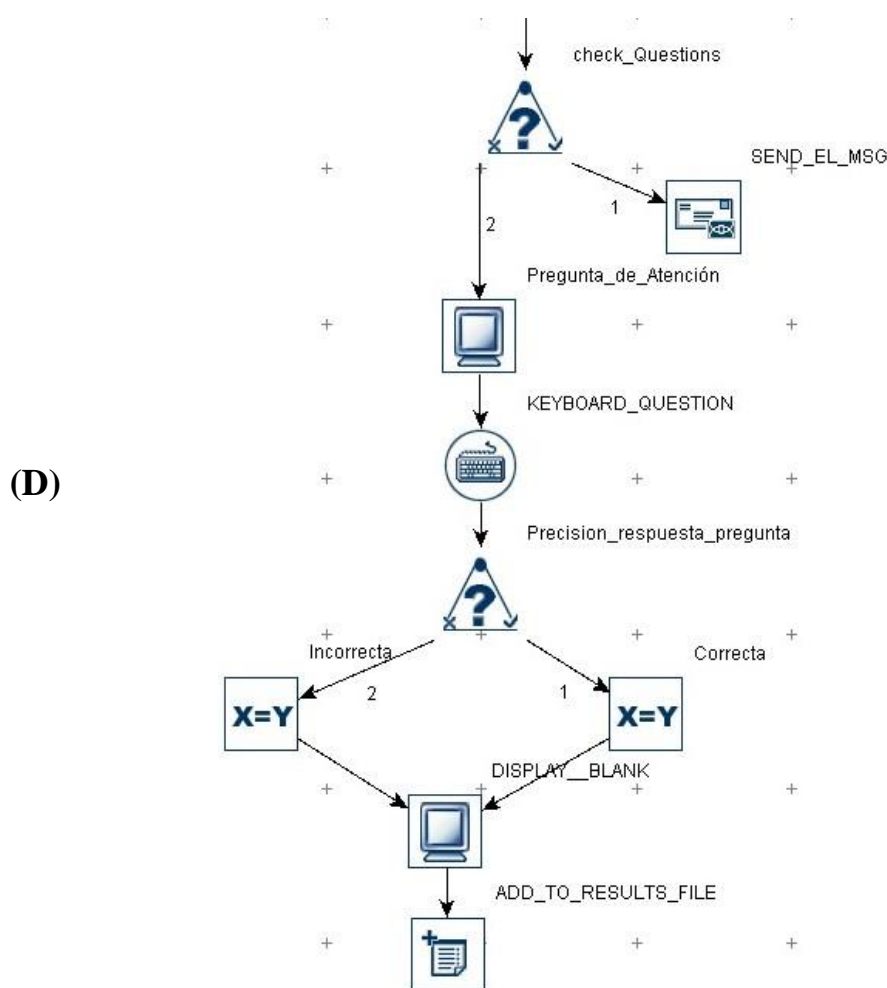 check_Questions
?
SEND_EL_MSG
1
2
Pregunta_de_Atención
KEYBOARD_QUESTION
(D)
Precision_respuesta_pregunta
?
Incorrecta
Correcta
2
1
X=Y
X=Y
DISPLAY__BLANK
ADD_TO_RESULTS_FILE